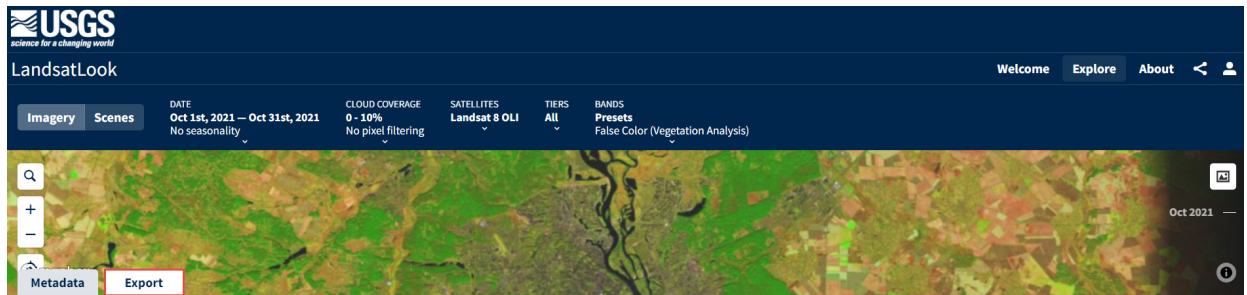 USGS
science for a changing world
LandsatLook
Welcome Explore About
Imagery Scenes
DATE
Oct 1st, 2021 — Oct 31st, 2021
No seasonality
CLOUD COVERAGE
0 - 10%
No pixel filtering
SATELLITES
Landsat 8 OLI
TIERS
All
BANDS
Presets
False Color (Vegetation Analysis)
+
−
Oct 2021 —
Metadata Export